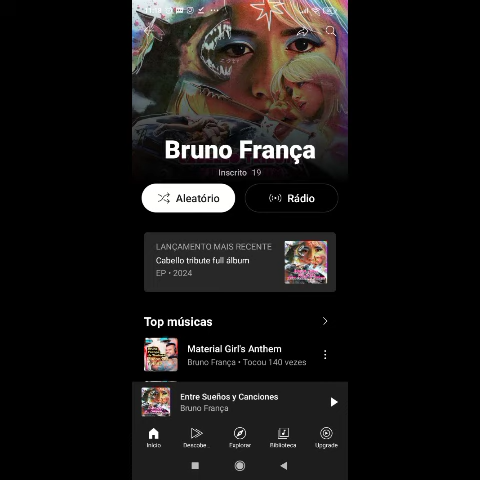 Bruno França
Inscrito 19
Aleatório
Rádio
LANÇAMENTO MAIS RECENTE
Cabello tribute full álbum
EP • 2024
Top músicas
Material Girl's Anthem
Bruno França • Tocou 140 vezes
Entre Sueños y Canciones
Bruno França
Início
Descobe...
Explorar
Biblioteca
Upgrade